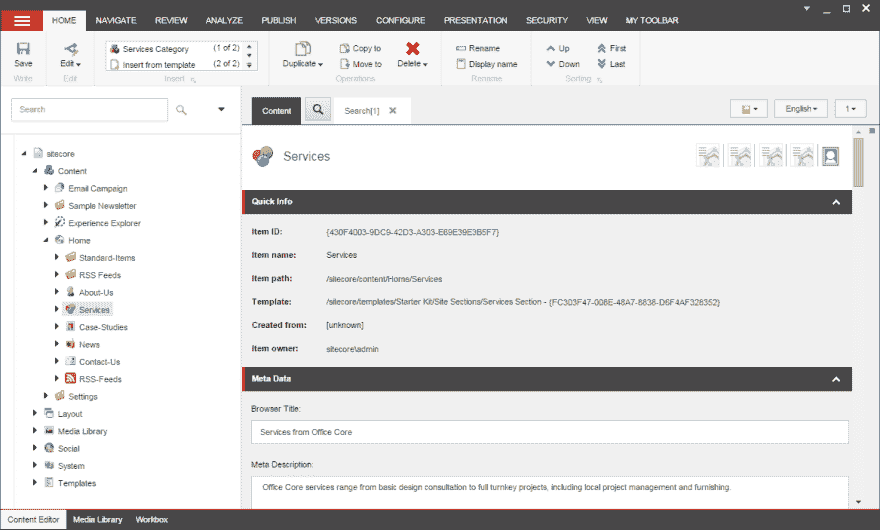 HOME NAVIGATE REVIEW ANALYZE PUBLISH VERSIONS CONFIGURE PRESENTATION SECURITY VIEW MY TOOLBAR
Save
Write
Edit
Edit
Services Category (1 of 2)
Insert from template (2 of 2)
Insert
Duplicate
Copy to
Move to
Delete
Operations
Rename
Display name
Rename
Up
Down
First
Last
Sorting
Search
Content
Search[1]
English
1
sitecore
Content
Email Campaign
Sample Newsletter
Experience Explorer
Home
Standard-Items
RSS Feeds
About-Us
Services
Case-Studies
News
Contact-Us
RSS-Feeds
Settings
Layout
Media Library
Social
System
Templates
Services
Quick Info
Item ID: {430F4003-9DC9-42D3-A303-E69E39E3B5F7}
Item name: Services
Item path: /sitecore/content/Home/Services
Template: /sitecore/templates/Starter Kit/Site Sections/Services Section - {FC303F47-008E-48A7-8838-D6F4AF328352}
Created from: [unknown]
Item owner: sitecore\admin
Meta Data
Browser Title:
Services from Office Core
Meta Description:
Office Core services range from basic design consultation to full turnkey projects, including local project management and furnishing.
Content Editor Media Library Workbox